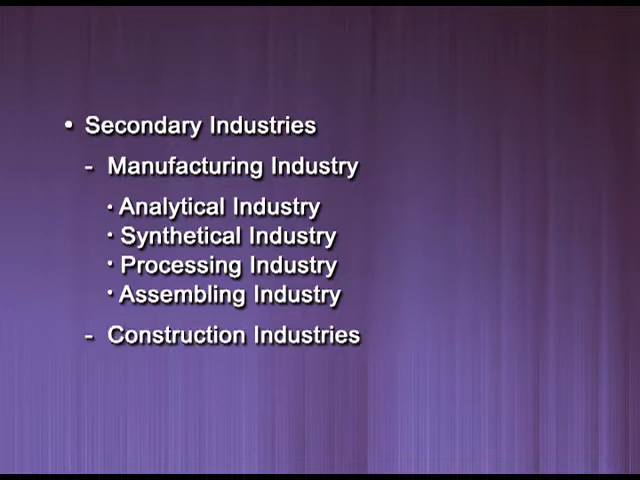 • Secondary Industries
- Manufacturing Industry
• Analytical Industry
• Synthetical Industry
• Processing Industry
• Assembling Industry
- Construction Industries